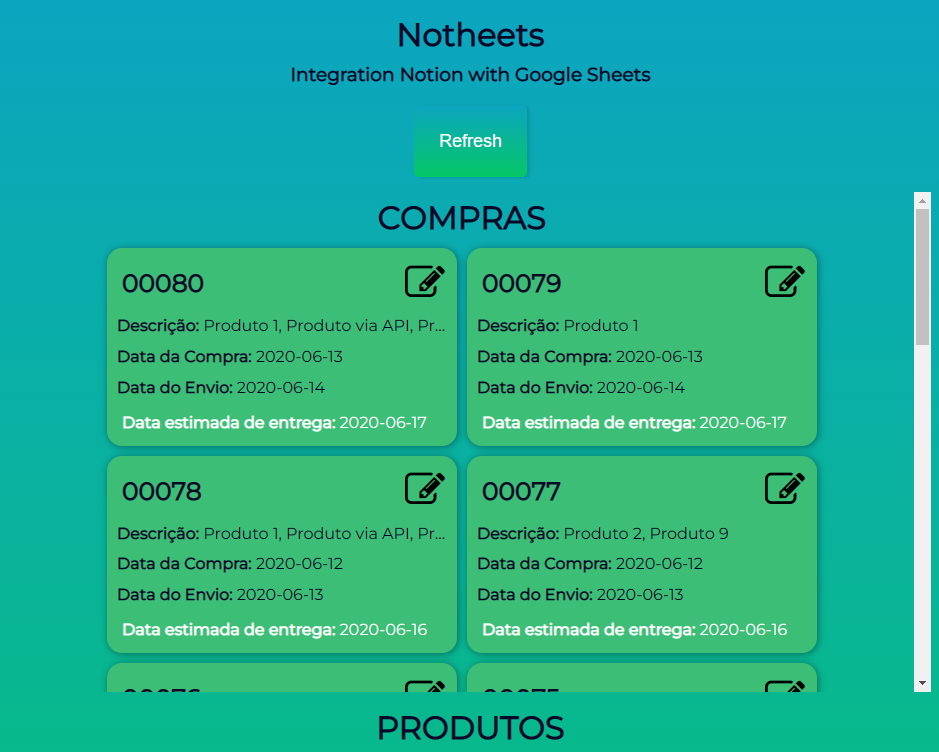 Notheets
Integration Notion with Google Sheets
Refresh
COMPRAS
00080
Descrição: Produto 1, Produto via API, Pr...
Data da Compra: 2020-06-13
Data do Envio: 2020-06-14
Data estimada de entrega: 2020-06-17
00079
Descrição: Produto 1
Data da Compra: 2020-06-13
Data do Envio: 2020-06-14
Data estimada de entrega: 2020-06-17
00078
Descrição: Produto 1, Produto via API, Pr...
Data da Compra: 2020-06-12
Data do Envio: 2020-06-13
Data estimada de entrega: 2020-06-16
00077
Descrição: Produto 2, Produto 9
Data da Compra: 2020-06-12
Data do Envio: 2020-06-13
Data estimada de entrega: 2020-06-16
PRODUTOS